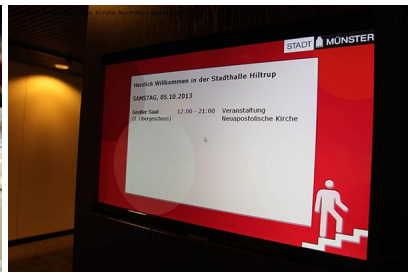 STADT MÜNSTER
Herzlich Willkommen in der Stadthalle Hiltrup
SAMSTAG, 05.10.2013
Großer Saal 12:00 - 21:00 Veranstaltung
(1. Obergeschoss) Neuapostolische Kirche